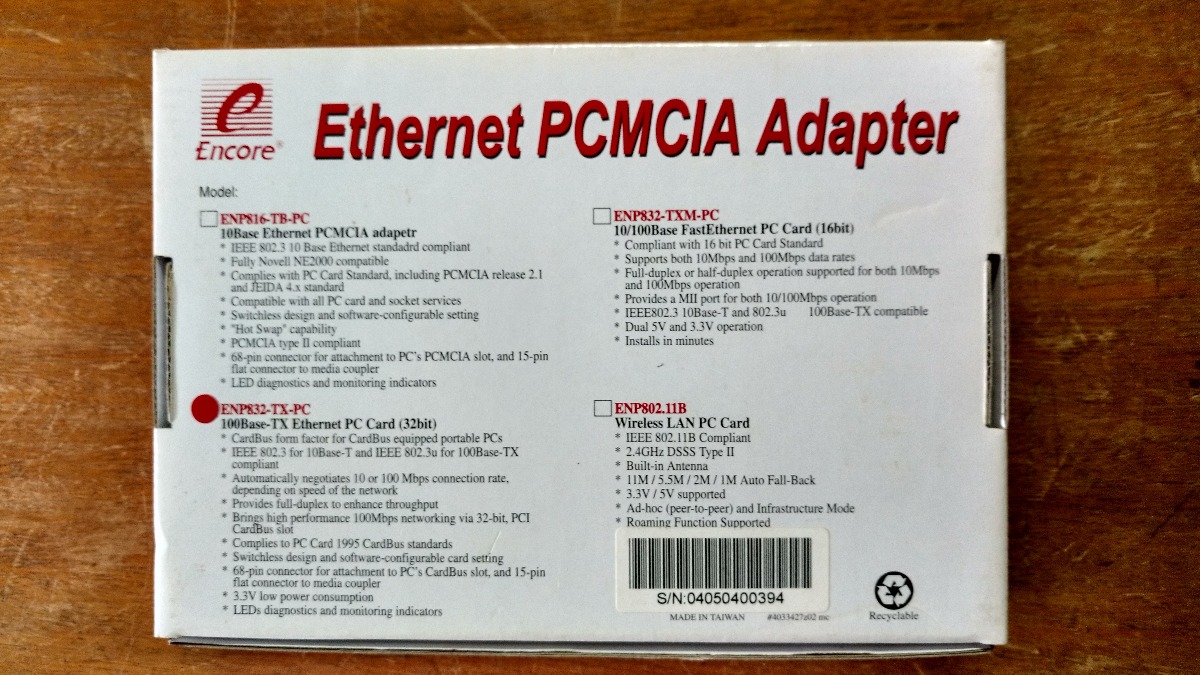 e
Encore®
Ethernet PCMCIA Adapter
Model:
ENP816-TB-PC
10Base Ethernet PCMCIA adapetr
* IEEE 802.3 10 Base Ethernet standadrd compliant
* Fully Novell NE2000 compatible
* Complies with PC Card Standard, including PCMCIA release 2.1
and JEIDA 4.x standard
* Compatible with all PC card and socket services
* Switchless design and software-configurable setting
* "Hot Swap" capability
* PCMCIA type II compliant
* 68-pin connector for attachment to PC's PCMCIA slot, and 15-pin
flat connector to media coupler
* LED diagnostics and monitoring indicators
ENP832-TX-PC
100Base-TX Ethernet PC Card (32bit)
* CardBus form factor for CardBus equipped portable PCs
* IEEE 802.3 for 10Base-T and IEEE 802.3u for 100Base-TX
compliant
* Automatically negotiates 10 or 100 Mbps connection rate,
depending on speed of the network
* Provides full-duplex to enhance throughput
* Brings high performance 100Mbps networking via 32-bit, PCI
CardBus slot
* Complies to PC Card 1995 CardBus standards
* Switchless design and software-configurable card setting
* 68-pin connector for attachment to PC's CardBus slot, and 15-pin
flat connector to media coupler
* 3.3V low power consumption
* LEDs diagnostics and monitoring indicators
ENP832-TXM-PC
10/100Base FastEthernet PC Card (16bit)
* Compliant with 16 bit PC Card Standard
* Supports both 10Mbps and 100Mbps data rates
* Full-duplex or half-duplex operation supported for both 10Mbps
and 100Mbps operation
* Provides a MII port for both 10/100Mbps operation
* IEEE802.3 10Base-T and 802.3u 100Base-TX compatible
* Dual 5V and 3.3V operation
* Installs in minutes
ENP802.11B
Wireless LAN PC Card
* IEEE 802.11B Compliant
* 2.4GHz DSSS Type II
* Built-in Antenna
* 11M / 5.5M / 2M / 1M Auto Fall-Back
* 3.3V / 5V supported
* Ad-hoc (peer-to-peer) and Infrastructure Mode
* Roaming Function Supported
S/N:04050400394
MADE IN TAIWAN #4033427a02 mc
Recyclable